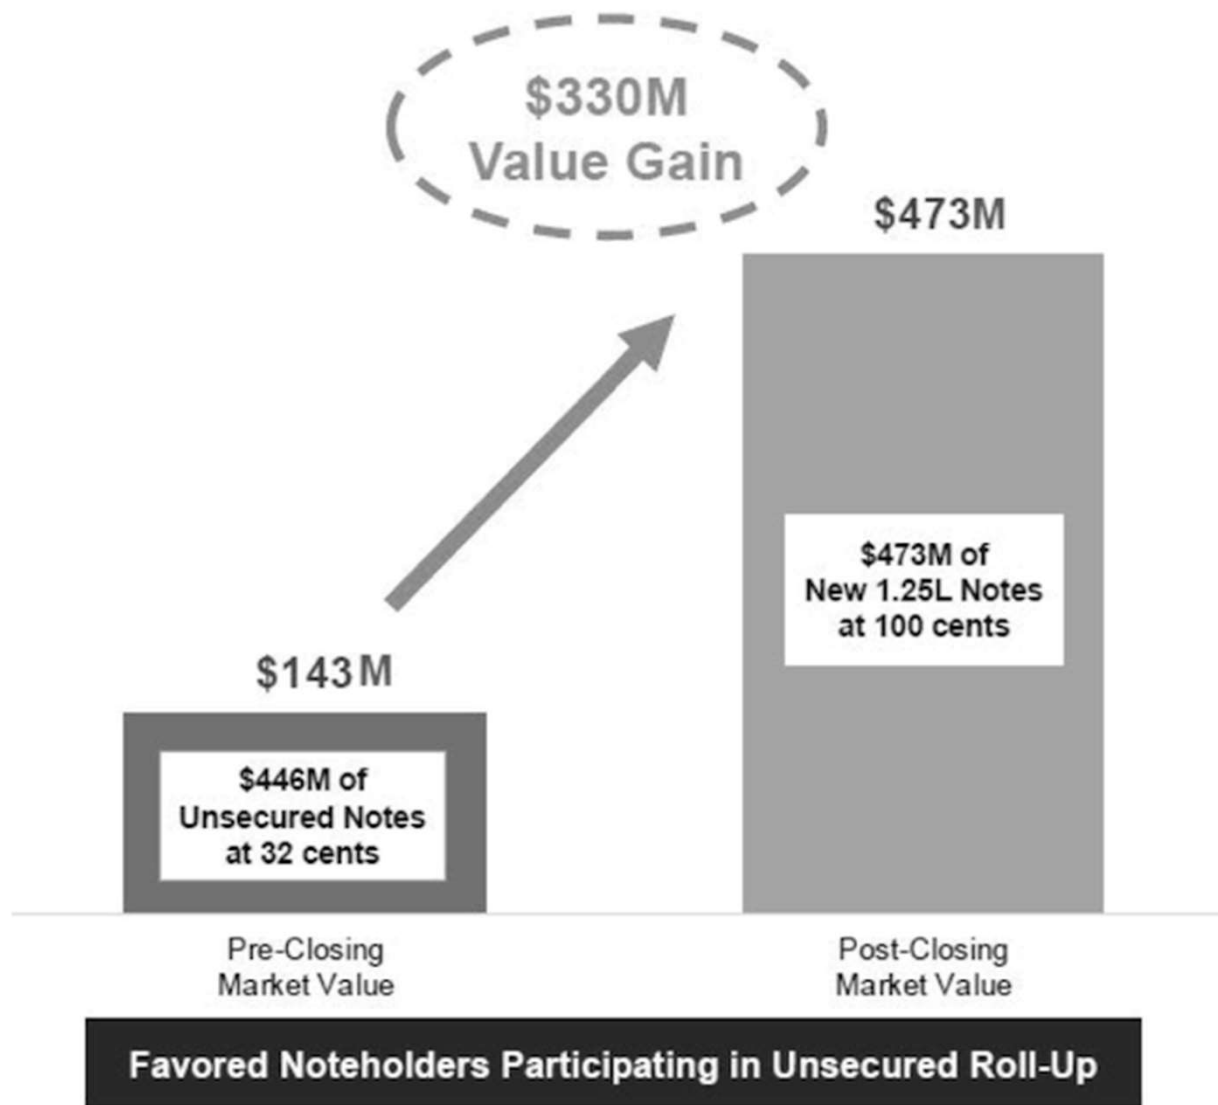 $330M
Value Gain
$473M
$473M of
New 1.25L Notes
at 100 cents
$143M
$446M of
Unsecured Notes
at 32 cents
Pre-Closing
Market Value
Post-Closing
Market Value
Favored Noteholders Participating in Unsecured Roll-Up